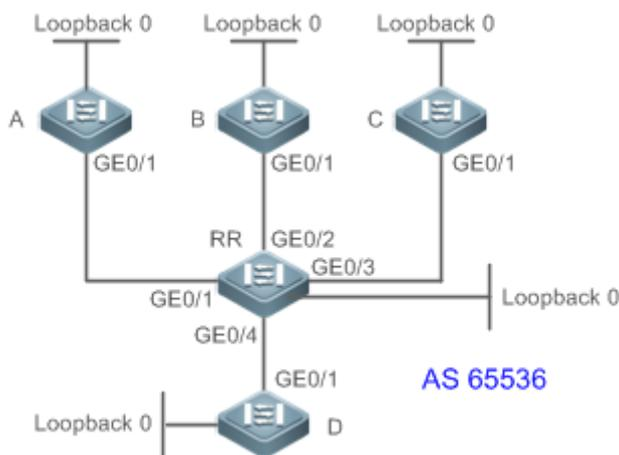 Loopback 0 Loopback 0 Loopback 0
A B C
GE0/1 GE0/1 GE0/1
RR GE0/2
GE0/3
GE0/1 Loopback 0
GE0/4
GE0/1 AS 65536
Loopback 0 D